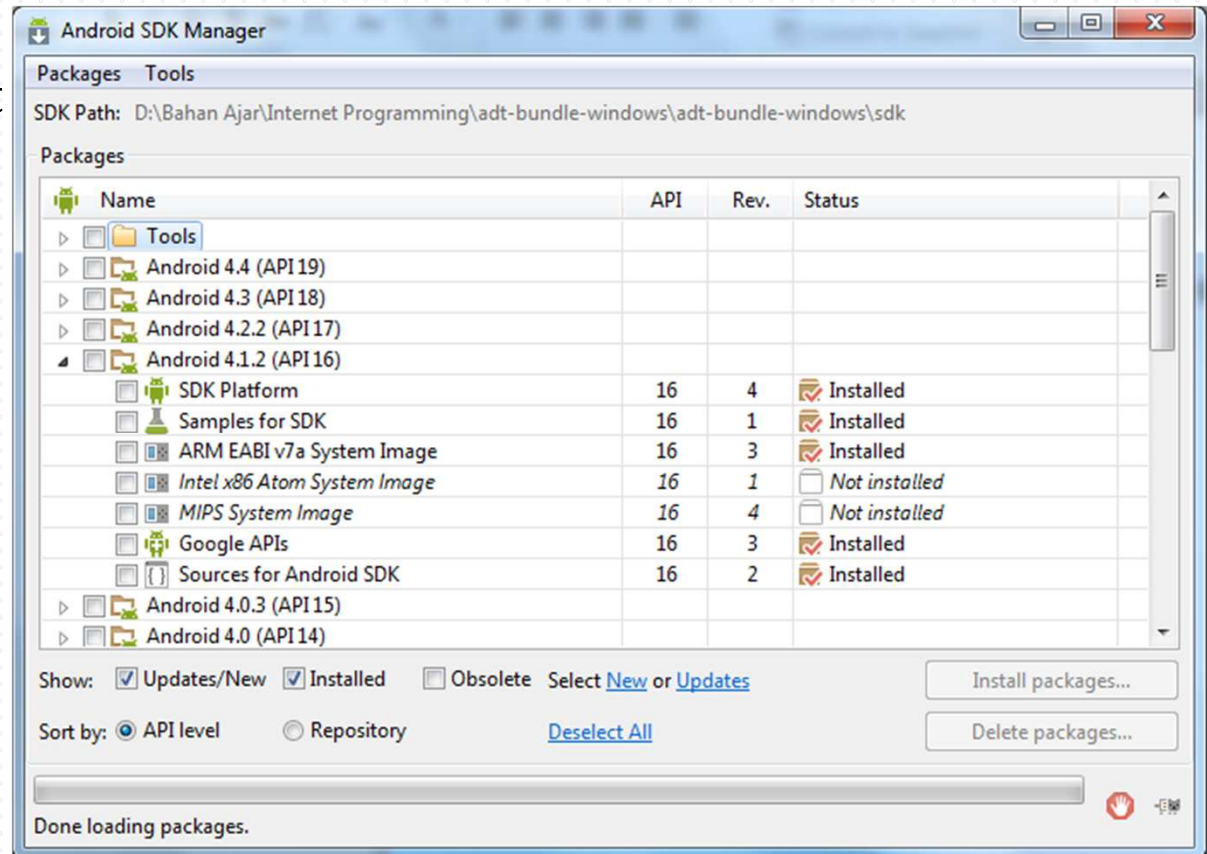 Android SDK Manager
Packages Tools
SDK Path: D:\Bahan Ajar\Internet Programming\adt-bundle-windows\adt-bundle-windows\sdk
Packages
Name API Rev. Status
Tools
Android 4.4 (API 19)
Android 4.3 (API 18)
Android 4.2.2 (API 17)
Android 4.1.2 (API 16)
SDK Platform 16 4 Installed
Samples for SDK 16 1 Installed
ARM EABI v7a System Image 16 3 Installed
Intel x86 Atom System Image 16 1 Not installed
MIPS System Image 16 4 Not installed
Google APIs 16 3 Installed
Sources for Android SDK 16 2 Installed
Android 4.0.3 (API 15)
Android 4.0 (API 14)
Show: Updates/New Installed Obsolete Select New or Updates Install packages...
Sort by: API level Repository Deselect All Delete packages...
Done loading packages.